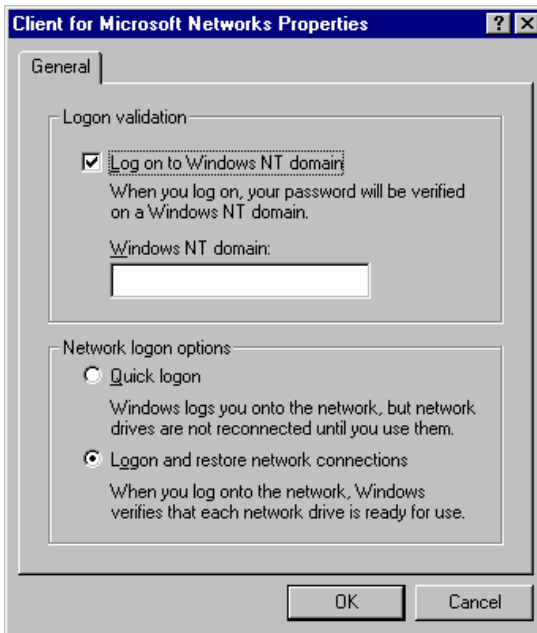 Client for Microsoft Networks Properties
General
Logon validation
Log on to Windows NT domain
When you log on, your password will be verified
on a Windows NT domain.
Windows NT domain:
Network logon options
Quick logon
Windows logs you onto the network, but network
drives are not reconnected until you use them.
Logon and restore network connections
When you log onto the network, Windows
verifies that each network drive is ready for use.
OK
Cancel